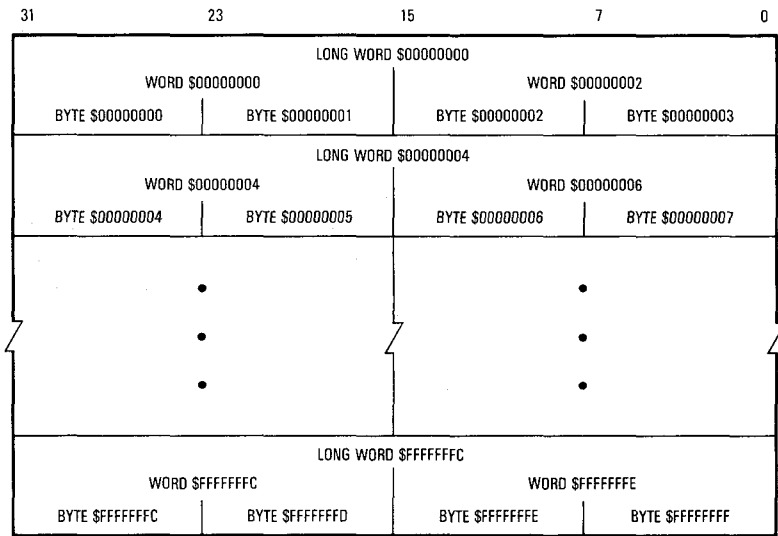 31 23 15 7 0
LONG WORD $00000000
WORD $00000000 WORD $00000002
BYTE $00000000 BYTE $00000001 BYTE $00000002 BYTE $00000003
LONG WORD $00000004
WORD $00000004 WORD $00000006
BYTE $00000004 BYTE $00000005 BYTE $00000006 BYTE $00000007
LONG WORD $FFFFFFFC
WORD $FFFFFFFC WORD $FFFFFFFE
BYTE $FFFFFFFC BYTE $FFFFFFFD BYTE $FFFFFFFE BYTE $FFFFFFFF